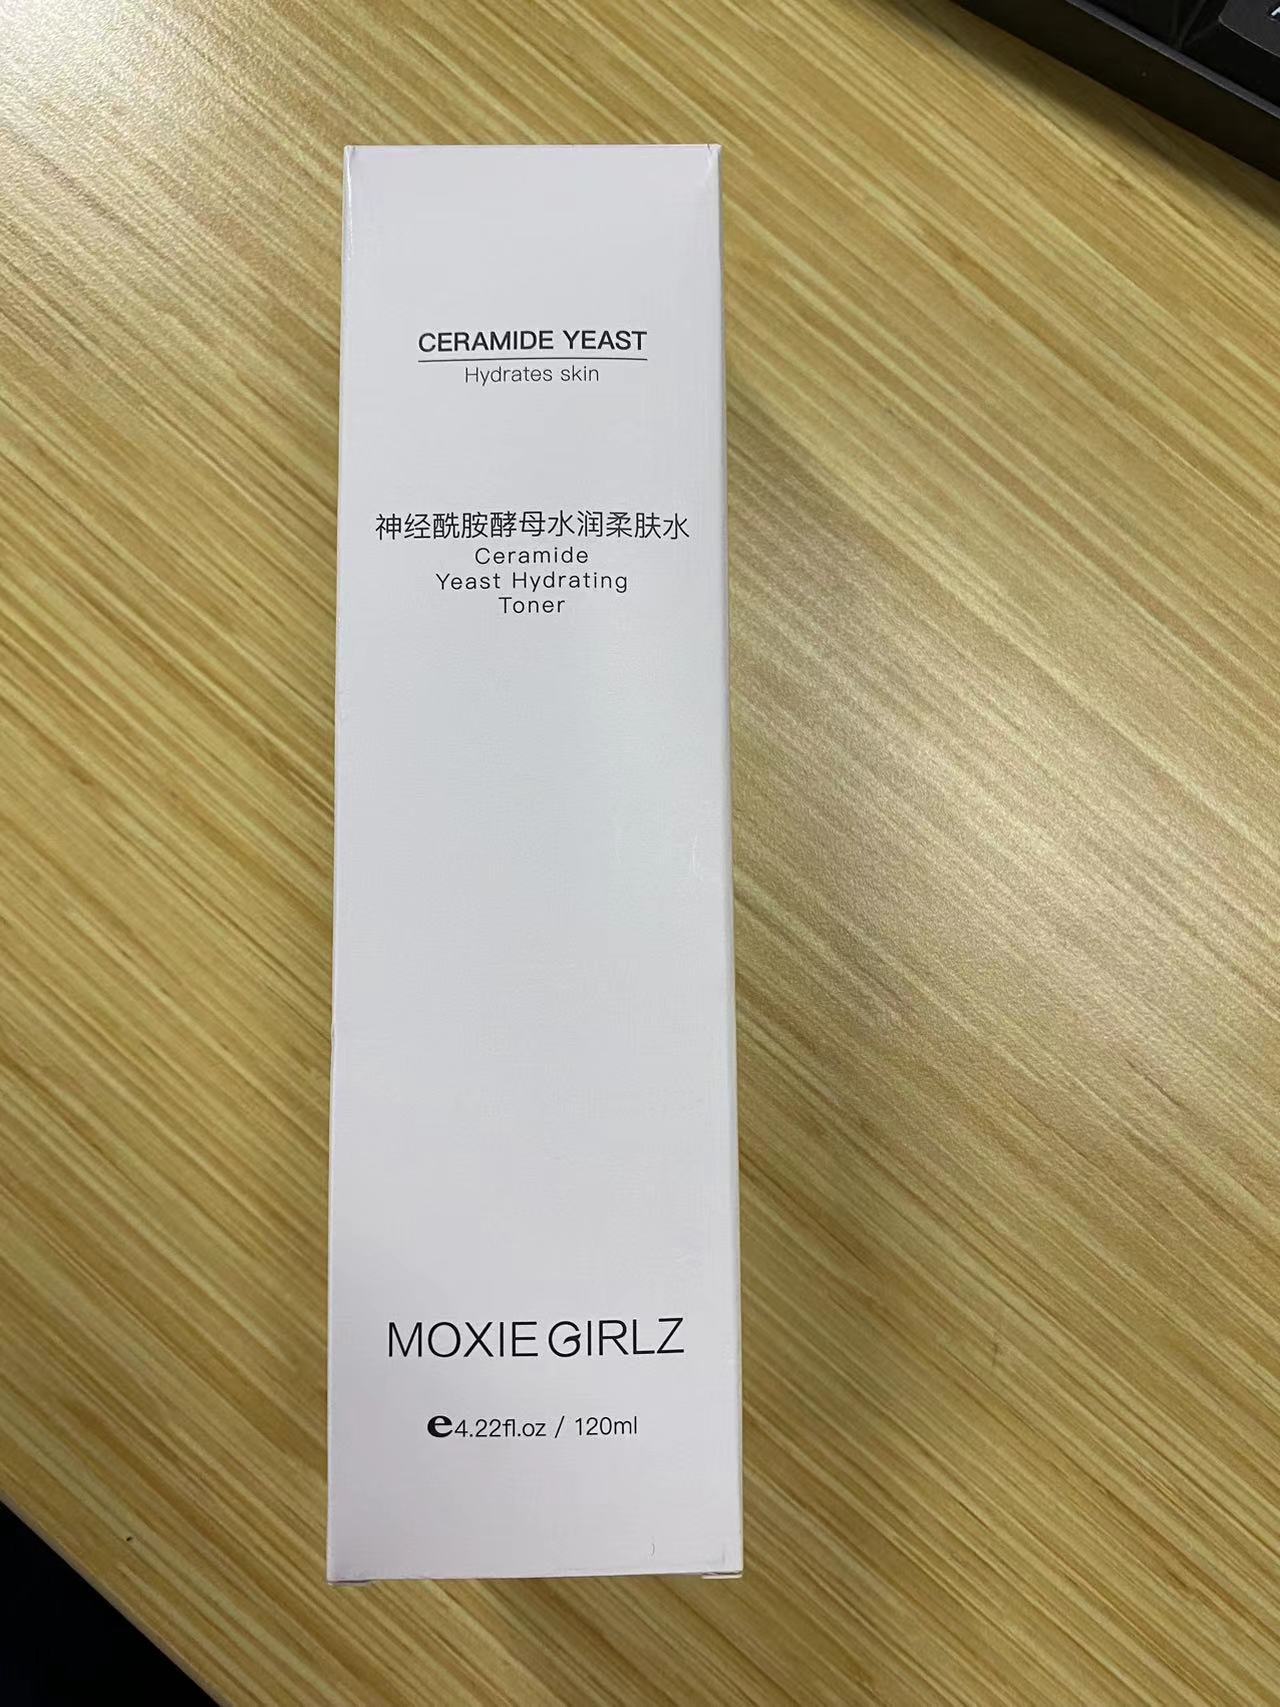 CERAMIDE YEAST
Hydrates skin
神经酰胺酵母水润柔肤水
Ceramide
Yeast Hydrating
Toner
MOXIE GIRLZ
e4.22fl.oz / 120ml